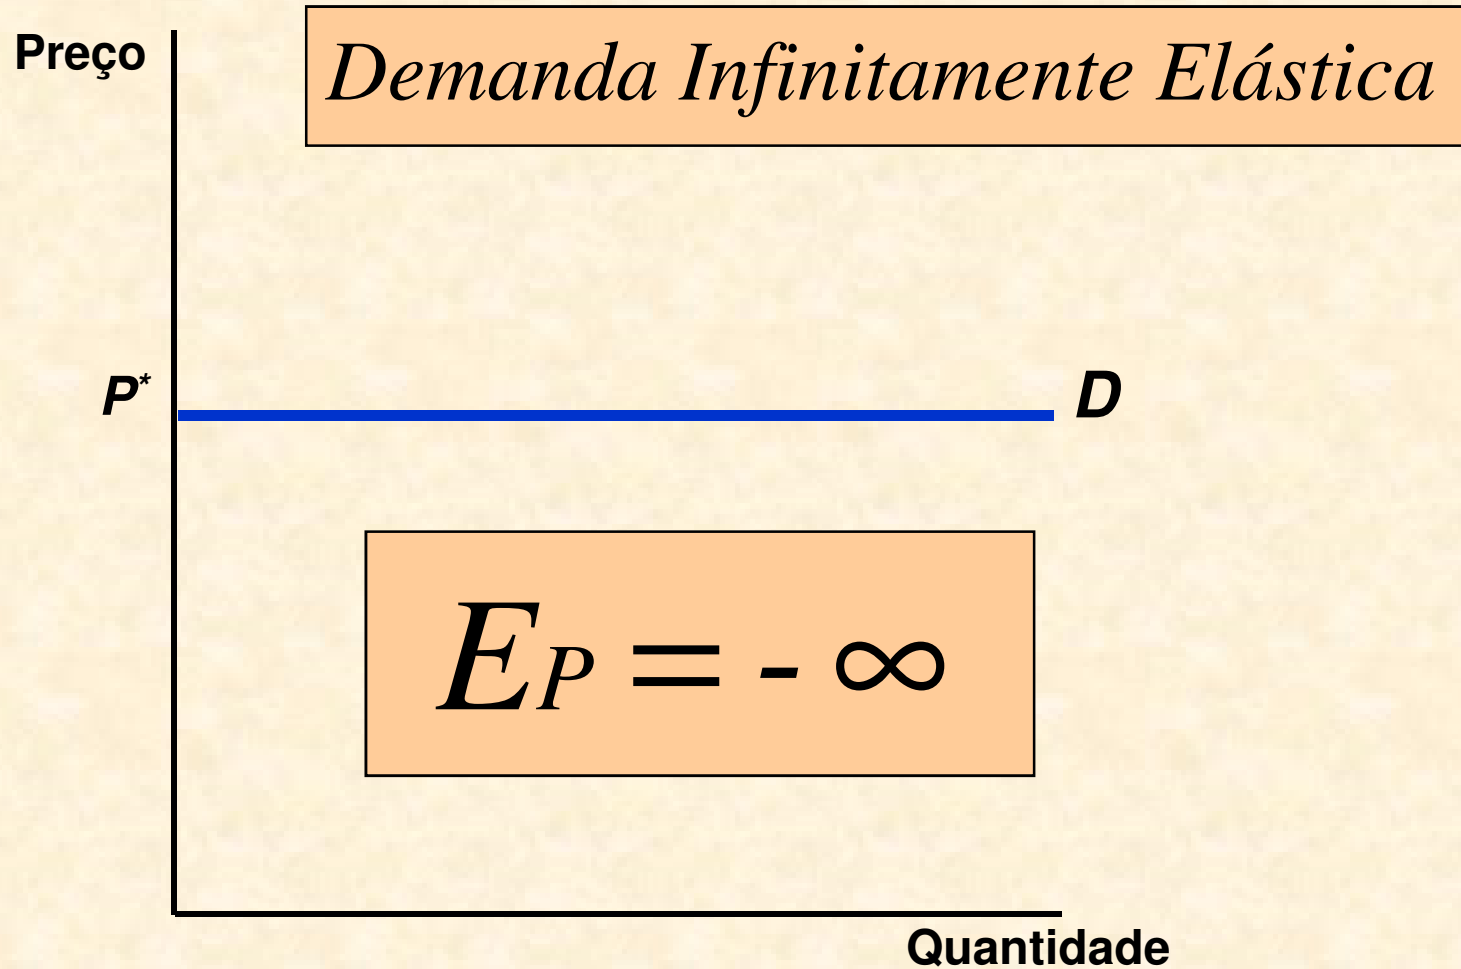 Preço
Demanda Infinitamente Elástica
P*
D
EP = - ∞
Quantidade